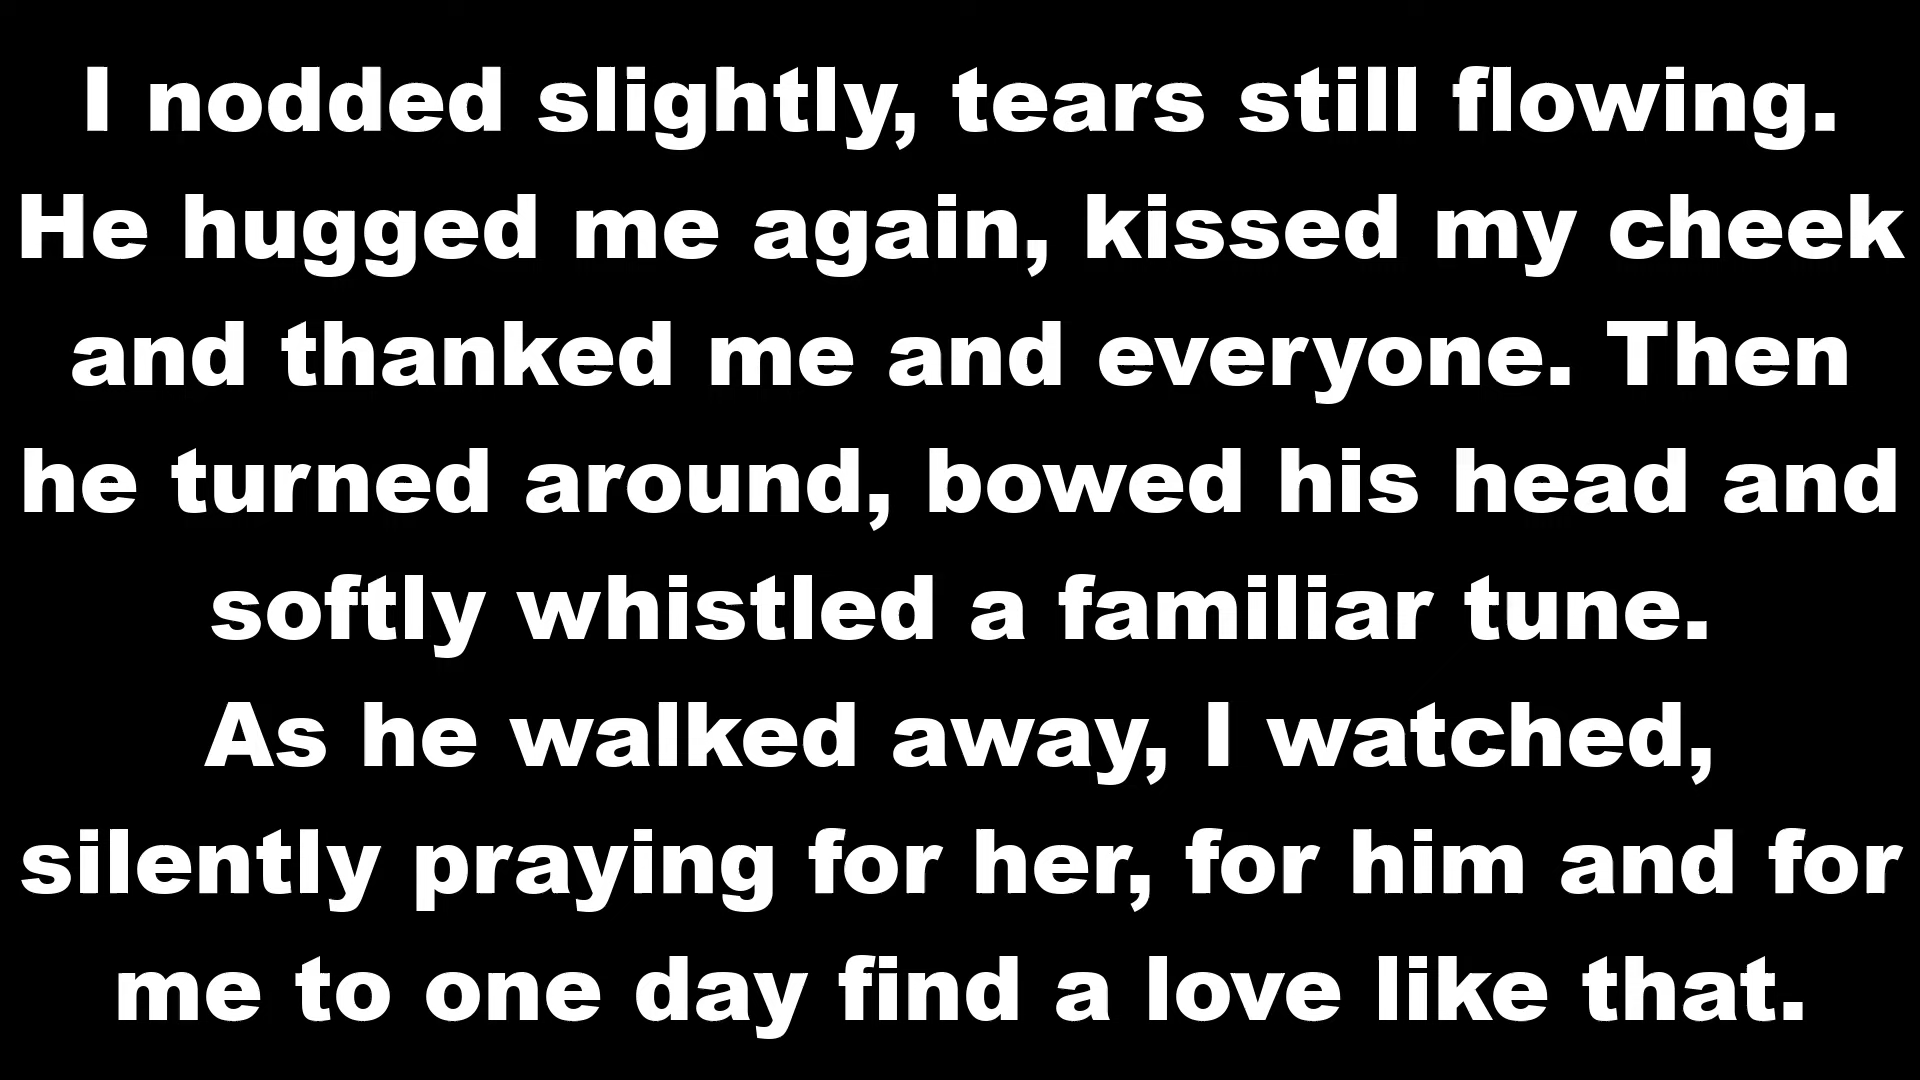 I nodded slightly, tears still flowing.
He hugged me again, kissed my cheek
and thanked me and everyone. Then
he turned around, bowed his head and
softly whistled a familiar tune.
As he walked away, I watched,
silently praying for her, for him and for
me to one day find a love like that.